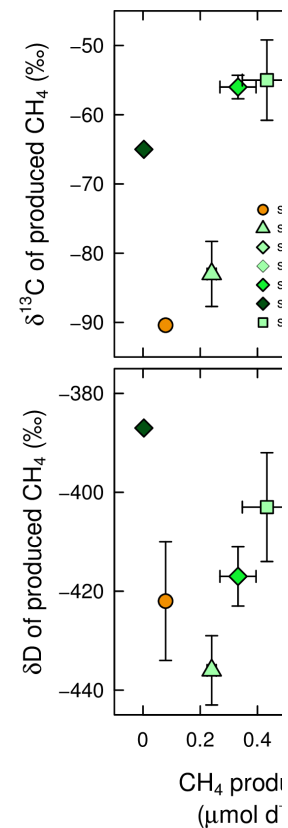 δ¹³C of produced CH₄ (‰)
−50
−60
−70
−80
−90
s
s
s
s
s
s
s
δD of produced CH₄ (‰)
−380
−400
−420
−440
0 0.2 0.4
CH₄ produ
(μmol d⁻